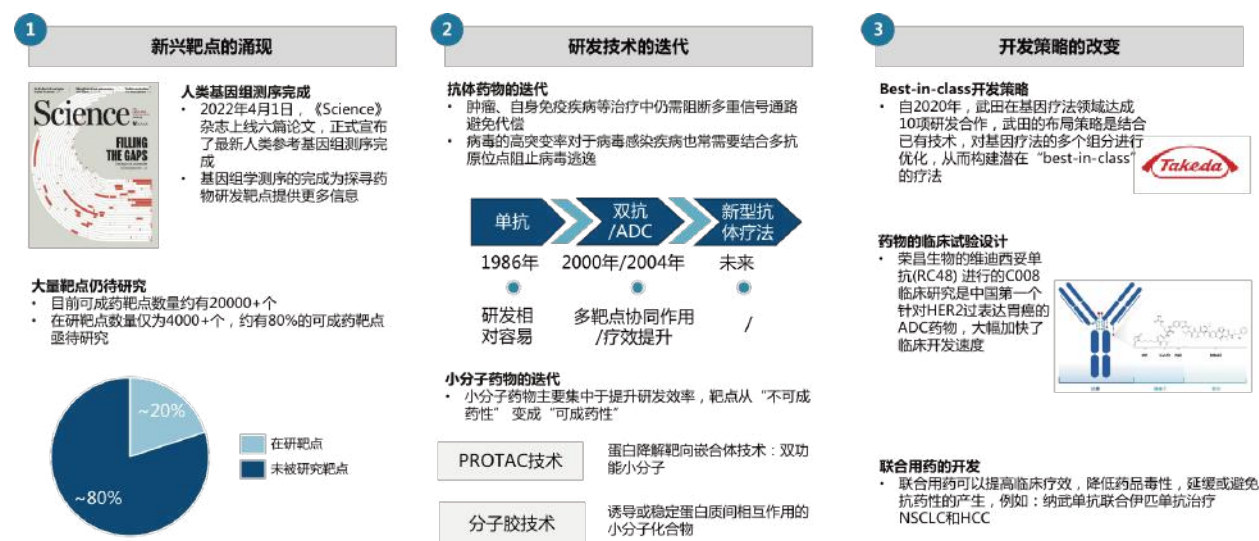 1
新兴靶点的涌现
Science
FILLING
THE GAPS
人类基因组测序完成
• 2022年4月1日，《Science》
杂志上线六篇论文，正式宣布
了最新人类参考基因组测序完
成
• 基因组学测序的完成为探寻药
物研发靶点提供更多信息
大量靶点仍待研究
• 目前可成药靶点数量约有20000+个
• 在研靶点数量仅为4000+个，约有80%的可成药靶点
亟待研究
~20%
~80%
在研靶点
未被研究靶点
2
研发技术的迭代
抗体药物的迭代
• 肿瘤、自身免疫疾病等治疗中仍需阻断多重信号通路
避免代偿
• 病毒的高突变率对于病毒感染疾病也常需要结合多抗
原位点阻止病毒逃逸
单抗
双抗
/ADC
新型抗
体疗法
1986年
2000年/2004年
未来
研发相
对容易
多靶点协同作用
/疗效提升
/
小分子药物的迭代
• 小分子药物主要集中于提升研发效率，靶点从“不可成
药性” 变成“可成药性”
PROTAC技术
蛋白降解靶向嵌合体技术：双功
能小分子
分子胶技术
诱导或稳定蛋白质间相互作用的
小分子化合物
3
开发策略的改变
Best-in-class开发策略
• 自2020年，武田在基因疗法领域达成
10项研发合作，武田的布局策略是结合
已有技术，对基因疗法的多个组分进行
优化，从而构建潜在“best-in-class”
的疗法
Takeda
药物的临床试验设计
• 荣昌生物的维迪西妥单
抗(RC48) 进行的C008
临床研究是中国第一个
针对HER2过表达胃癌的
ADC药物，大幅加快了
临床开发速度
联合用药的开发
• 联合用药可以提高临床疗效，降低药品毒性，延缓或避免
抗药性的产生，例如：纳武单抗联合伊匹单抗治疗
NSCLC和HCC